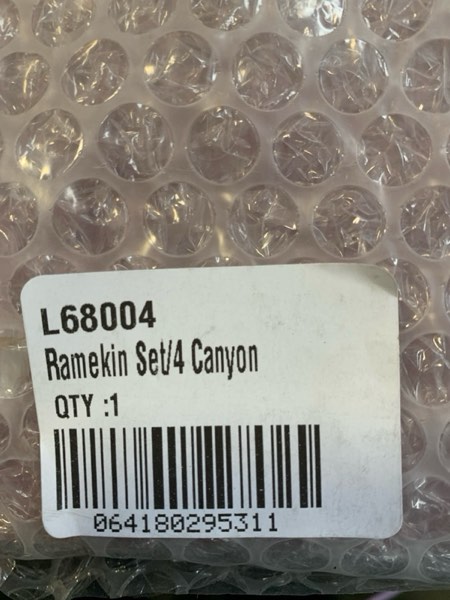 L68004
Ramekin Set/4 Canyon
QTY :1
064180295311